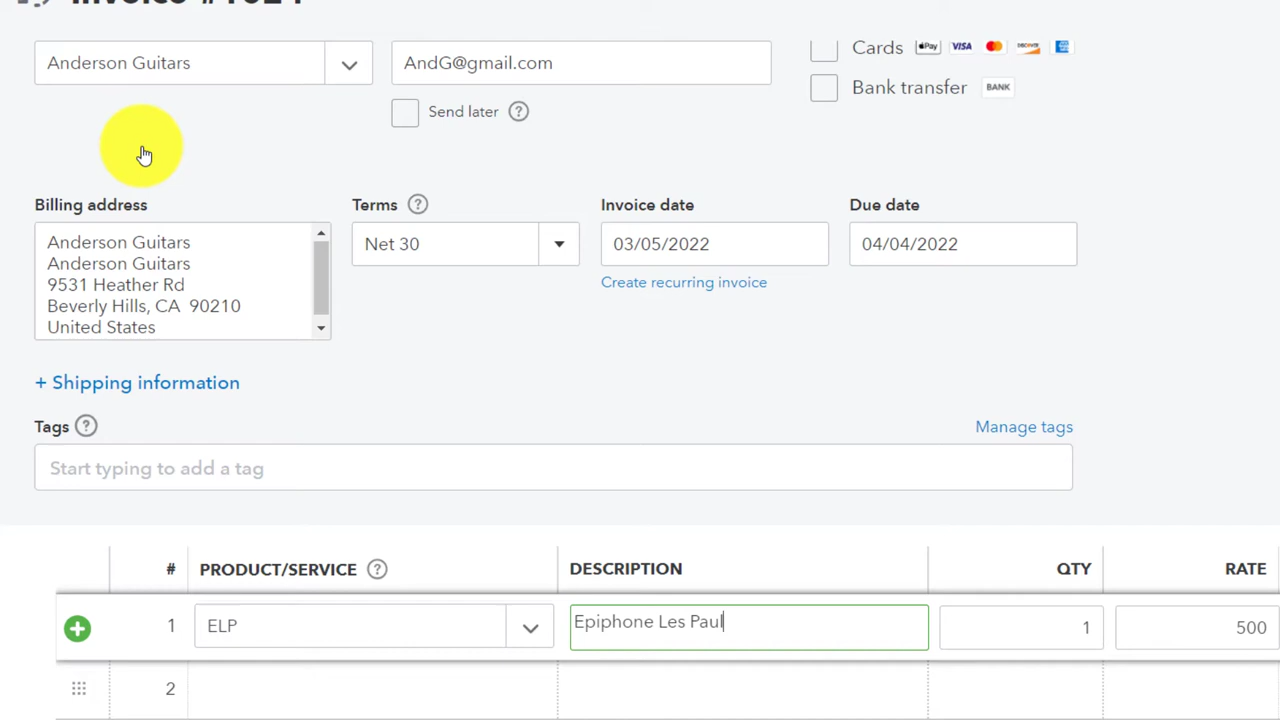 Anderson Guitars
AndG@gmail.com
Cards Pay VISA DISCOVER
Send later ?
Bank transfer BANK
Billing address
Terms ?
Invoice date
Due date
Anderson Guitars
Anderson Guitars
9531 Heather Rd
Beverly Hills, CA 90210
United States
Net 30
03/05/2022
04/04/2022
Create recurring invoice
+ Shipping information
Tags ?
Manage tags
Start typing to add a tag
# PRODUCT/SERVICE ? DESCRIPTION QTY RATE
1 ELP Epiphone Les Paul 1 500
2